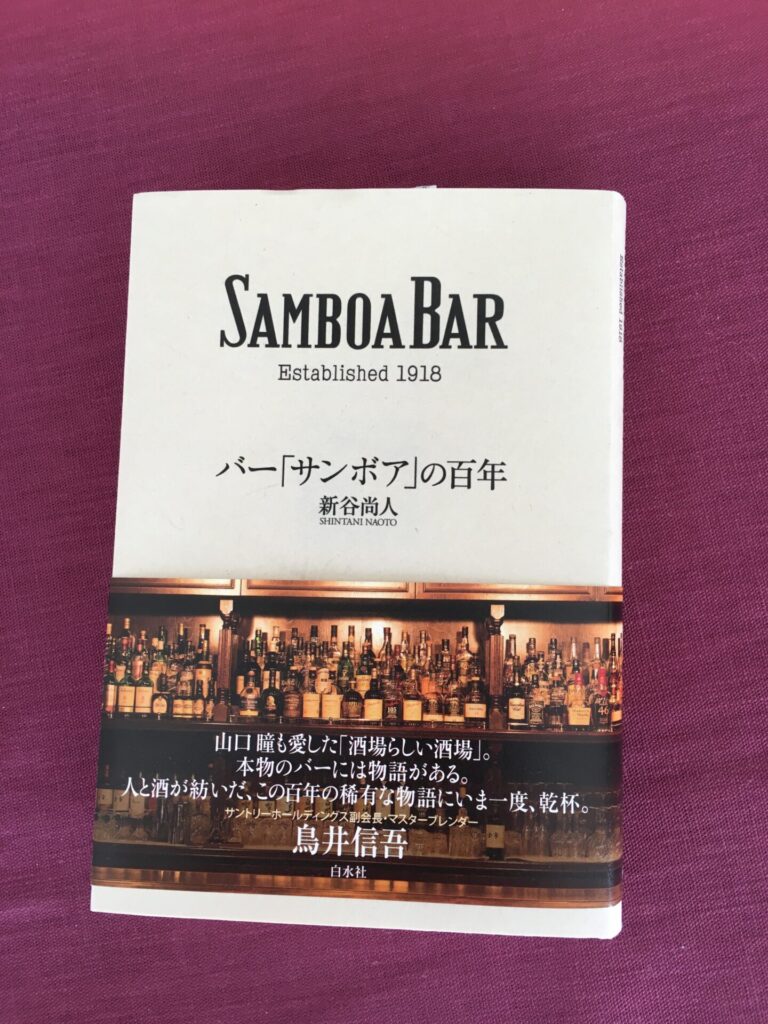 SAMBOA BAR
Established 1918
バー「サンボア」の百年
新谷尚人
SHINTANI NAOTO
山口 瞳も愛した「酒場らしい酒場」。
本物のバーには物語がある。
人と酒が紡いだ、この百年の稀有な物語にいま一度、乾杯。
サントリーホールディングス副会長・マスターブレンダー
鳥井信吾
白水社
Established 1918